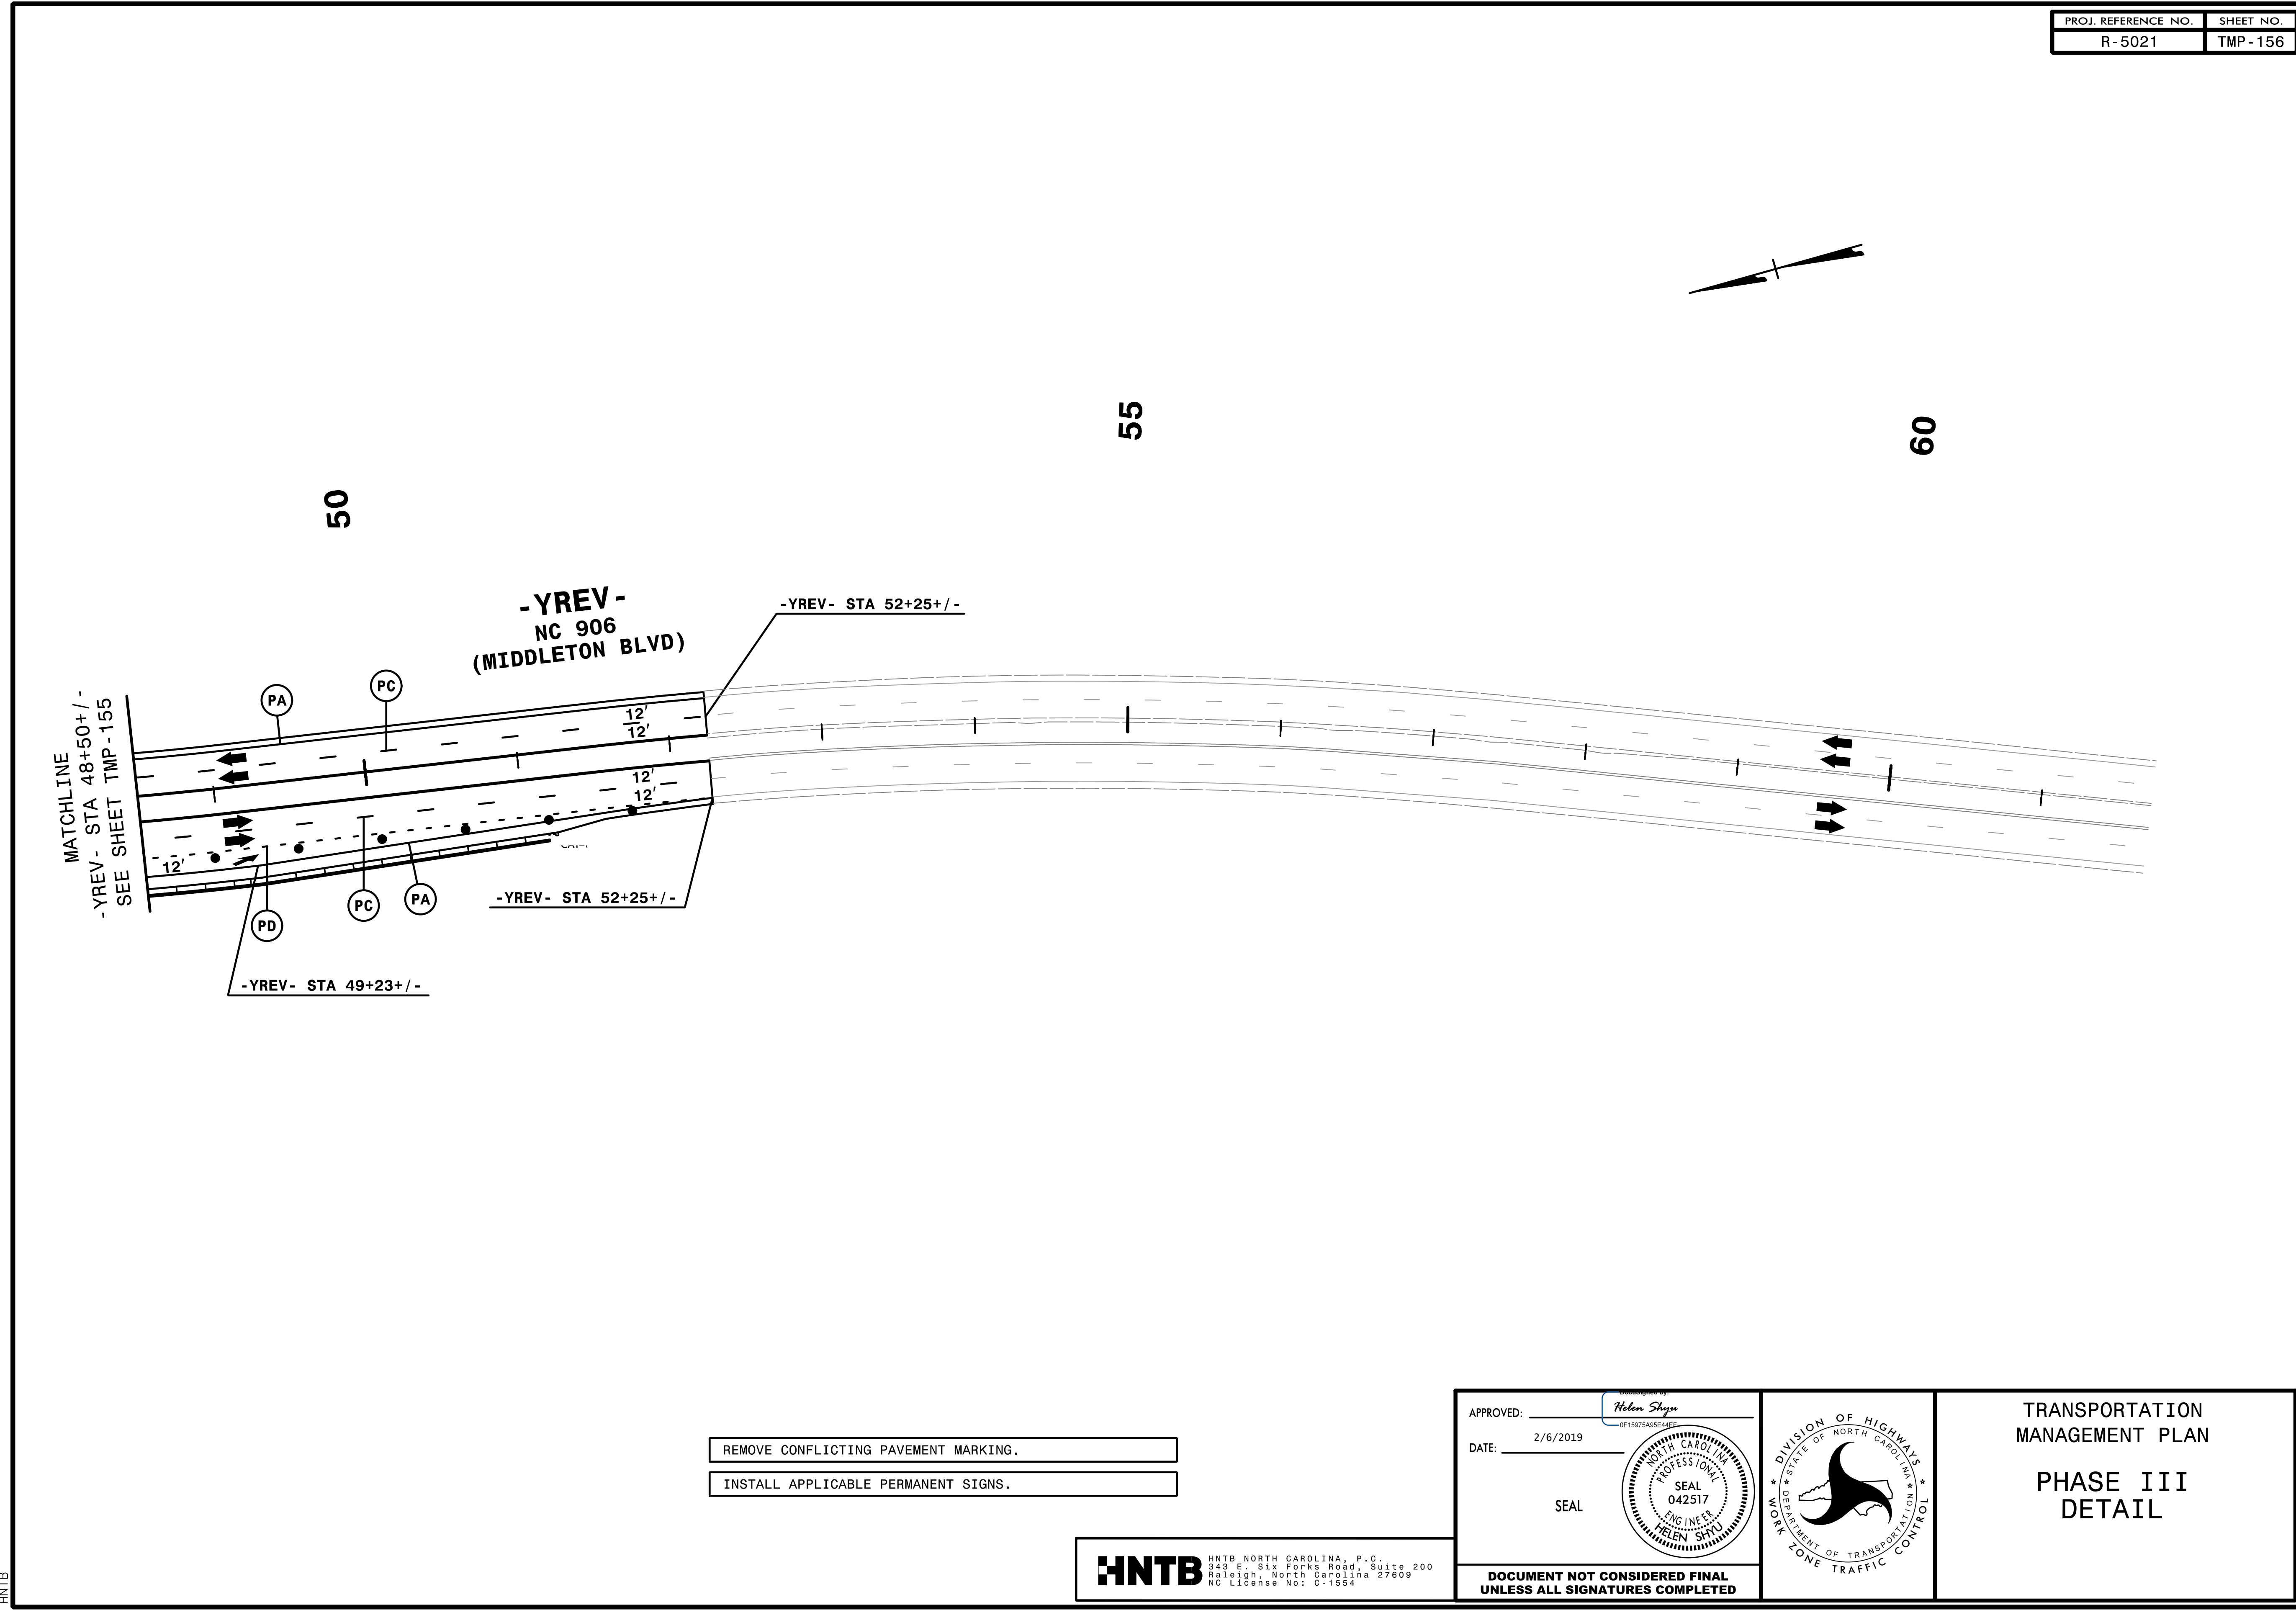 PROJ. REFERENCE NO. SHEET NO.
R-5021 TMP-156
55
60
50
-YREV-
NC 906
(MIDDLETON BLVD)
-YREV- STA 52+25+/-
PA
PC
12'
12'
12'
12'
MATCHLINE
-YREV- STA 48+50+/-
SEE SHEET TMP-155
12'
PD
PC
PA
-YREV- STA 52+25+/-
-YREV- STA 49+23+/-
REMOVE CONFLICTING PAVEMENT MARKING.
INSTALL APPLICABLE PERMANENT SIGNS.
HNTB
HNTB NORTH CAROLINA, P.C.
343 E. Six Forks Road, Suite 200
Raleigh, North Carolina 27609
NC License No: C-1554
APPROVED:
Helen Shyu
0F15975A95E44EF
DATE: 2/6/2019
SEAL
NORTH CAROLINA
PROFESSIONAL
SEAL
042517
ENGINEER
HELEN SHYU
DOCUMENT NOT CONSIDERED FINAL
UNLESS ALL SIGNATURES COMPLETED
DIVISION OF HIGHWAYS
STATE OF NORTH CAROLINA
DEPARTMENT OF TRANSPORTATION
WORK ZONE TRAFFIC CONTROL
TRANSPORTATION
MANAGEMENT PLAN
PHASE III
DETAIL
HNTB